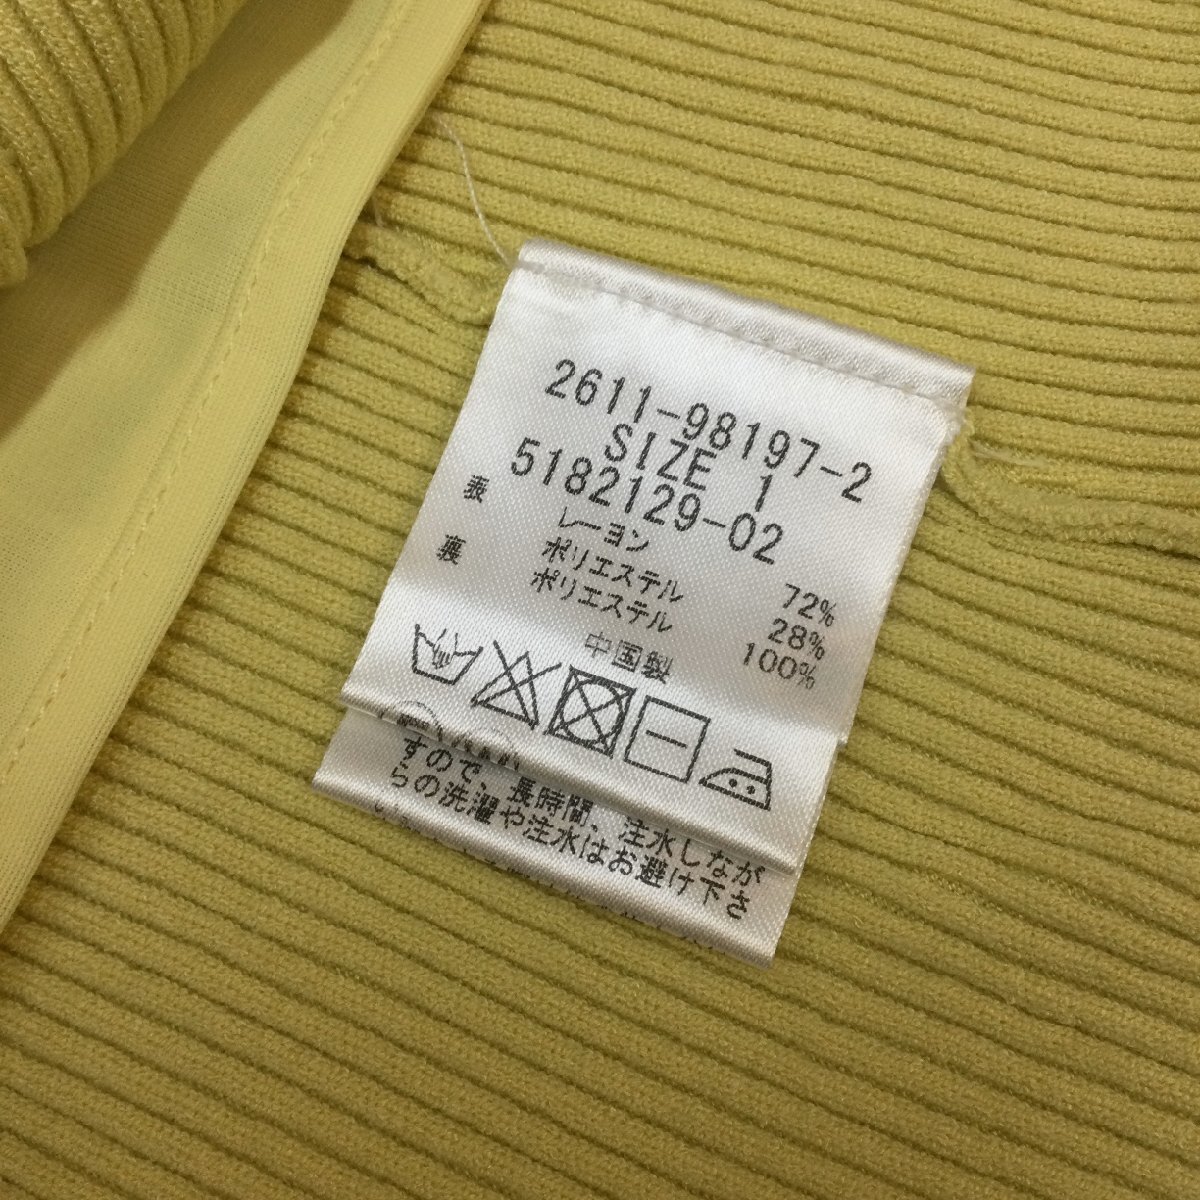 2611-98197-2
SIZE 1
5182129-02
表 レーヨン 72%
ポリエステル 28%
裏 ポリエステル 100%
中国製
すので、長時間、注水しなが
らの洗濯や注水はお避け下さ